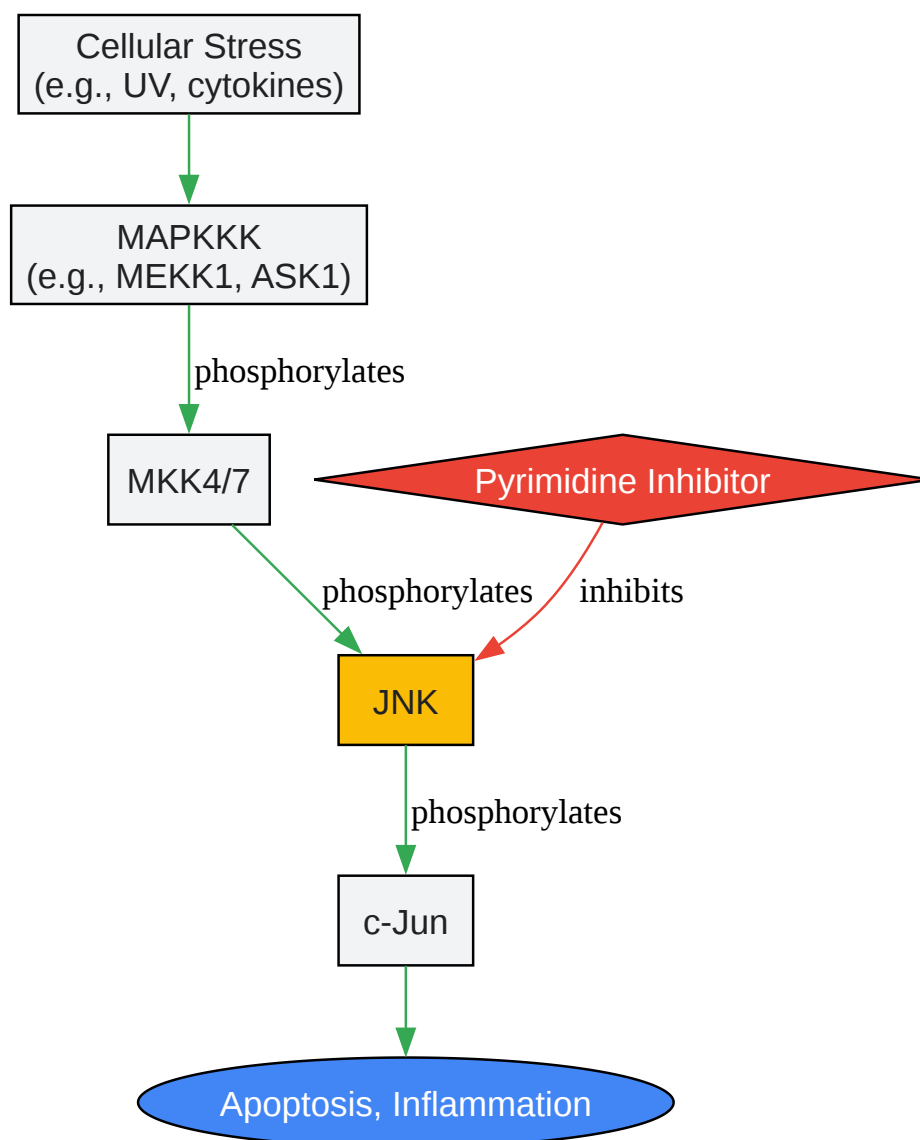 Cellular Stress
(e.g., UV, cytokines)
MAPKKK
(e.g., MEKK1, ASK1)
phosphorylates
MKK4/7
Pyrimidine Inhibitor
phosphorylates
inhibits
JNK
phosphorylates
c-Jun
Apoptosis, Inflammation